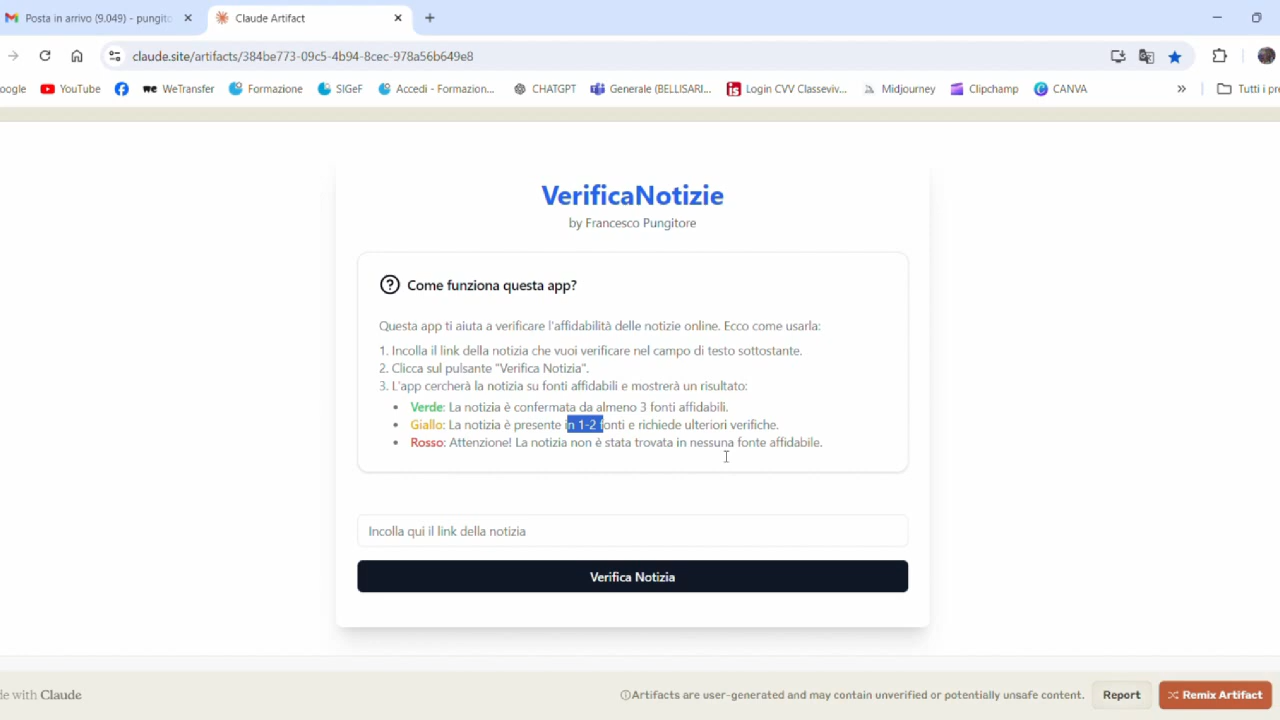 Posta in arrivo (9.049) - pungito
Claude Artifact
claude.site/artifacts/384be773-09c5-4b94-8cec-978a56b649e8
oogle YouTube WeTransfer Formazione SIGeF Accedi - Formazion... CHATGPT Generale (BELLISARI... Login CVV Classeviv... Midjourney Clipchamp CANVA » Tutti i pre
VerificaNotizie
by Francesco Pungitore
Come funziona questa app?
Questa app ti aiuta a verificare l'affidabilità delle notizie online. Ecco come usarla:
1. Incolla il link della notizia che vuoi verificare nel campo di testo sottostante.
2. Clicca sul pulsante "Verifica Notizia".
3. L'app cercherà la notizia su fonti affidabili e mostrerà un risultato:
• Verde: La notizia è confermata da almeno 3 fonti affidabili.
• Giallo: La notizia è presente in 1-2 fonti e richiede ulteriori verifiche.
• Rosso: Attenzione! La notizia non è stata trovata in nessuna fonte affidabile.
Incolla qui il link della notizia
Verifica Notizia
de with Claude
Artifacts are user-generated and may contain unverified or potentially unsafe content.
Report
Remix Artifact